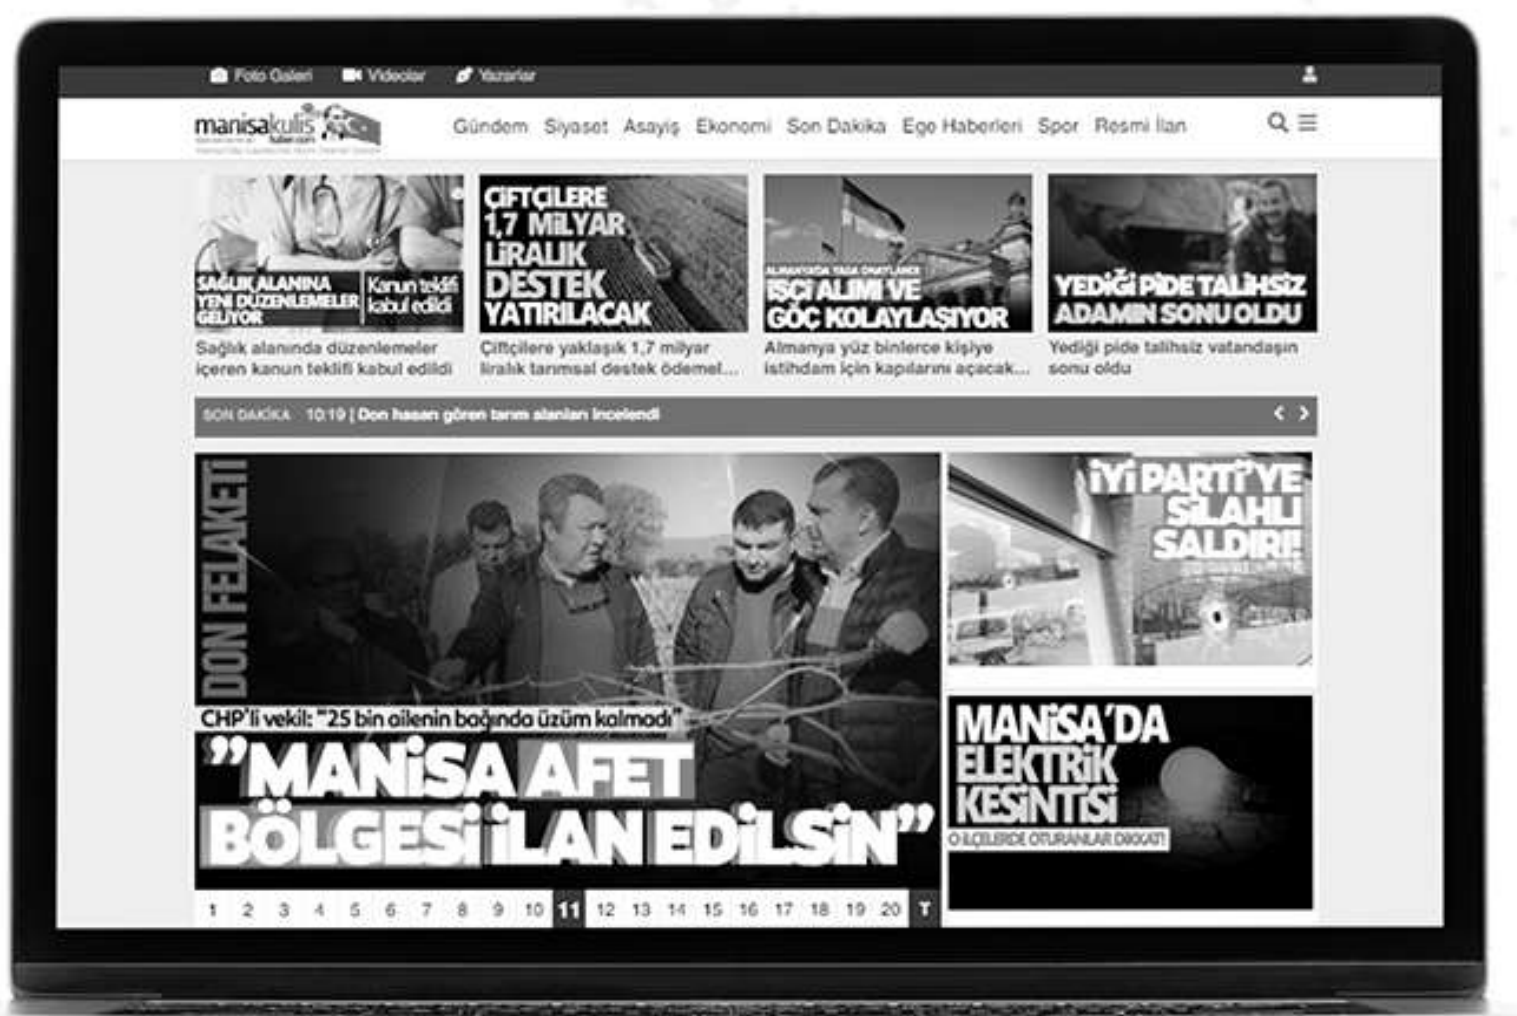 Foto Galeri Videolar Yazarlar
manisakulis
haber.com
Gündem Siyaset Asayiş Ekonomi Son Dakika Ege Haberleri Spor Resmi İlan
SAĞLIK ALANINA
YENİ DÜZENLEMELER
GELİYOR
Kanun teklifi
kabul edildi
Sağlık alanında düzenlemeler
içeren kanun teklifi kabul edildi
ÇİFTÇİLERE
1,7 MİLYAR
LİRALIK
DESTEK
YATIRILACAK
Çiftçilere yaklaşık 1,7 milyar
liralık tarımsal destek ödemel...
ALMANYA'DA YASA ONAYLANDI
İŞÇİ ALIMI VE
GÖÇ KOLAYLAŞIYOR
Almanya yüz binlerce kişiye
istihdam için kapılarını açacak...
YEDİĞİ PİDE TALİHSİZ
ADAMIN SONU OLDU
Yediği pide talihsiz vatandaşın
sonu oldu
SON DAKİKA 10:19 | Don hasarı gören tarım alanları incelendi
DON FELAKETİ
CHP'li vekil: "25 bin ailenin bağında üzüm kalmadı"
"MANİSA AFET
BÖLGESİ İLAN EDİLSİN"
1 2 3 4 5 6 7 8 9 10 11 12 13 14 15 16 17 18 19 20 T
İYİ PARTİ'YE
SİLAHLI
SALDIRI!
MANİSA'DA
ELEKTRİK
KESİNTİSİ
O İLÇELERDE OTURANLAR DİKKAT!